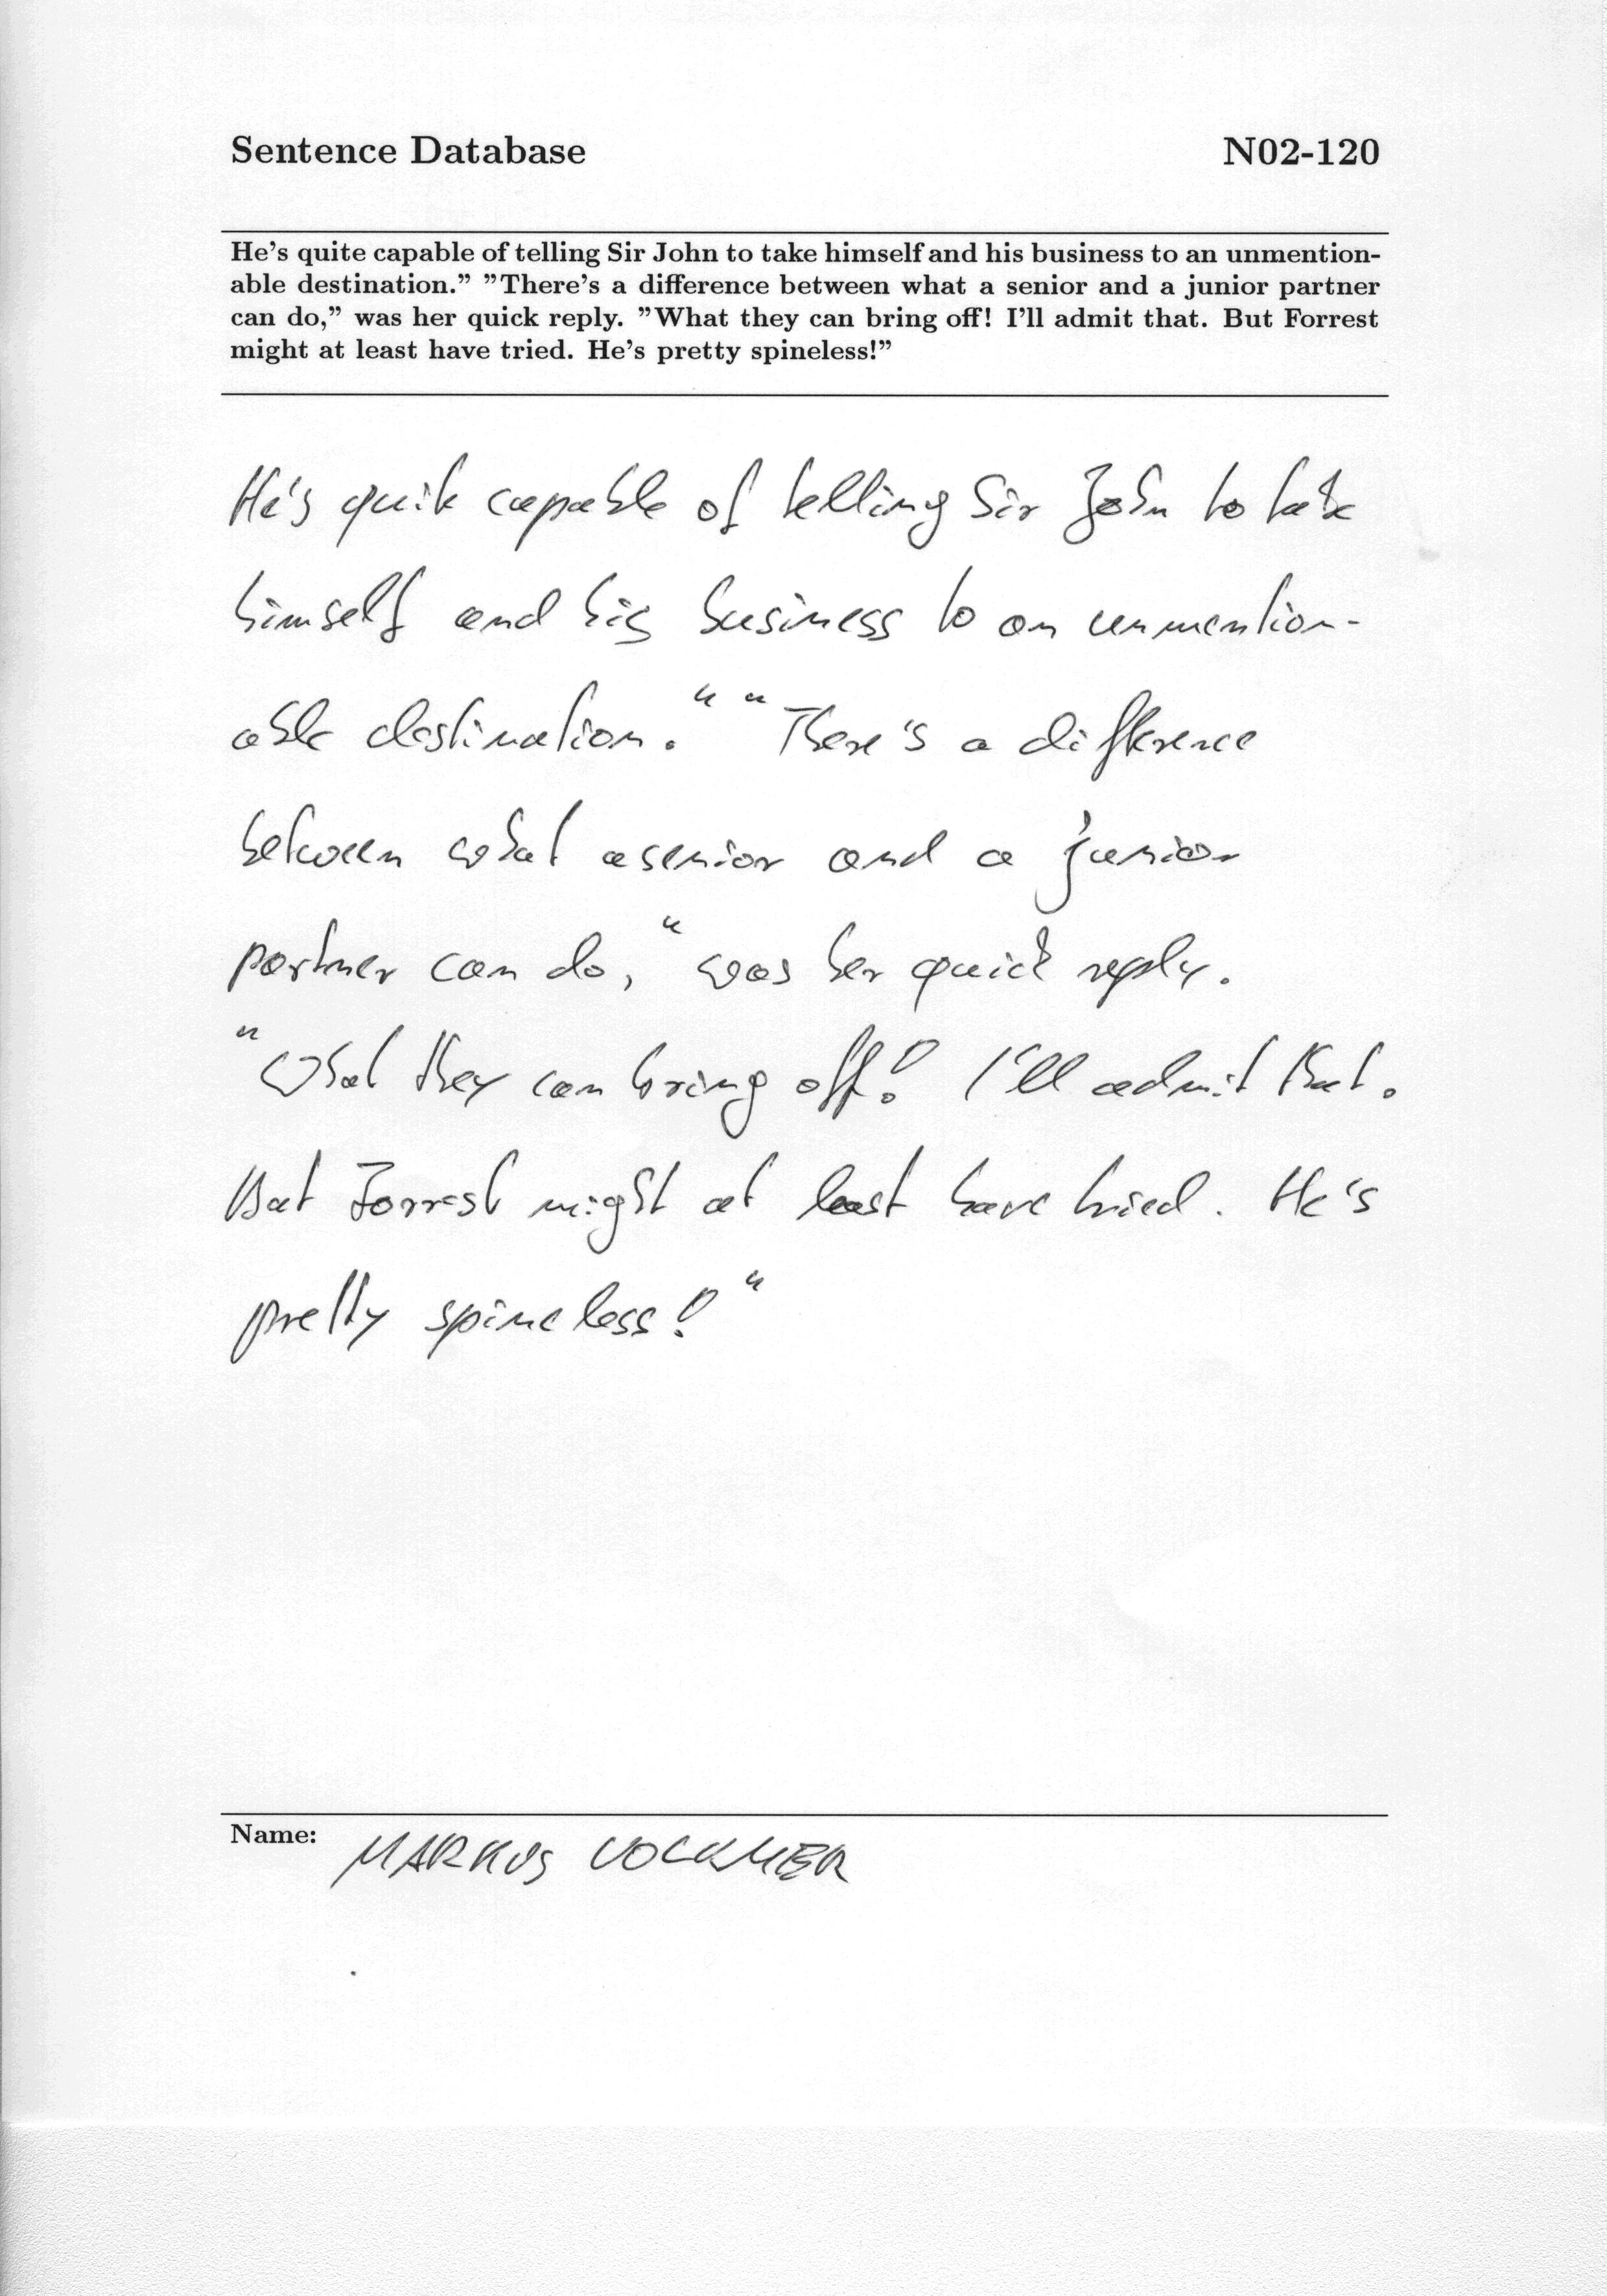 Sentence Database N02-120
He's quite capable of telling Sir John to take himself and his business to an unmention-
able destination.” ”There's a difference between what a senior and a junior partner
can do,” was her quick reply. ”What they can bring off! I'll admit that. But Forrest
might at least have tried. He's pretty spineless!”
He's quite capable of telling Sir John to take
himself and his business to an unmention-
able destination." "There's a difference
between what a senior and a junior
partner can do," was her quick reply.
"What they can bring off! I'll admit that.
But Forrest might at least have tried. He's
pretty spineless!"
Name: MARKUS VOCKMER